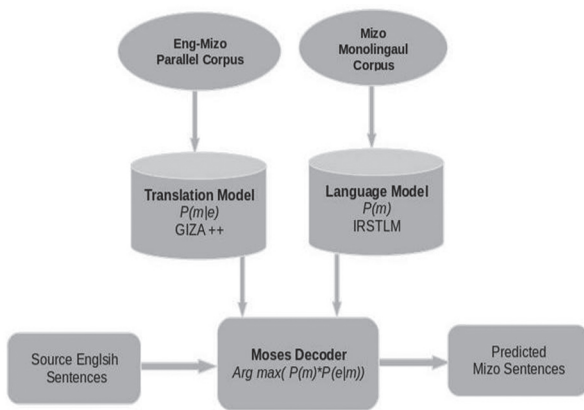 Eng-Mizo
Parallel Corpus
Mizo
Monolingaul
Corpus
Translation Model
P(m|e)
GIZA ++
Language Model
P(m)
IRSTLM
Source Englsih
Sentences
Moses Decoder
Arg max( P(m)*P(e|m))
Predicted
Mizo Sentences